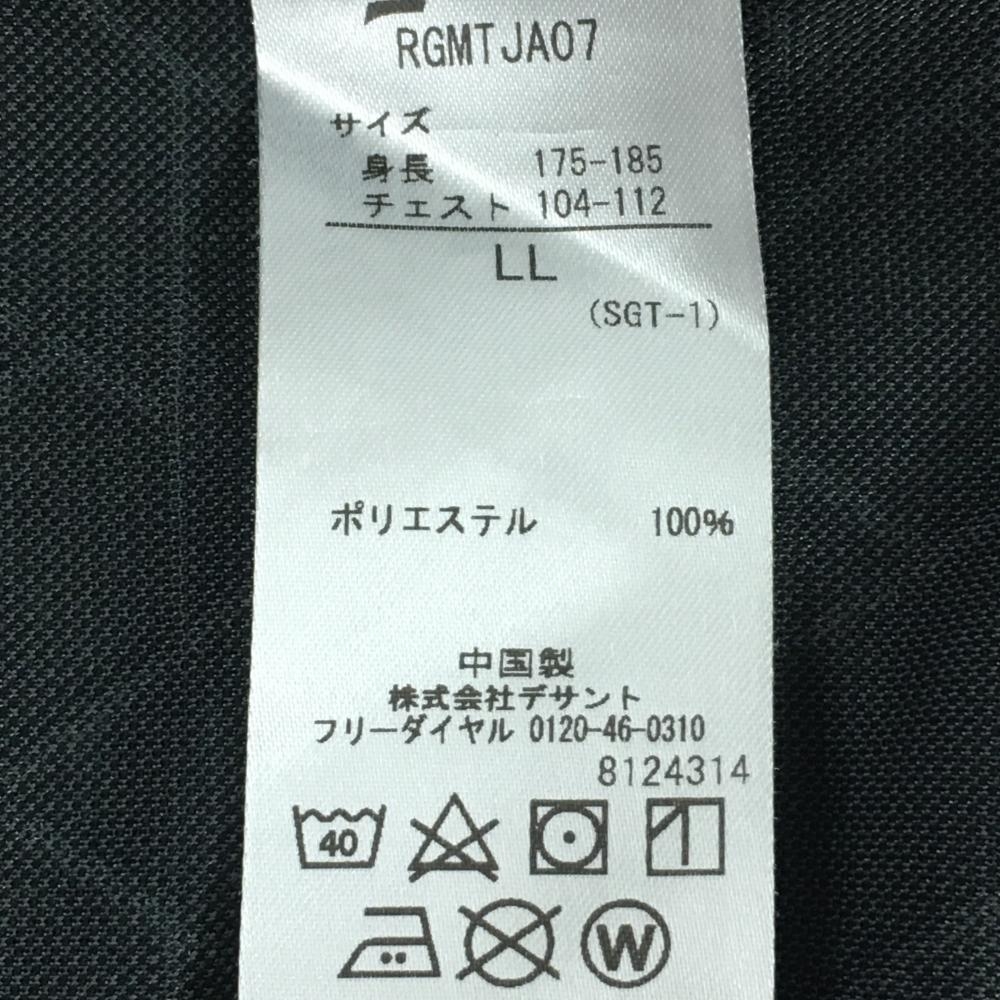 RGMTJA07
サイズ
身長 175-185
チェスト 104-112
LL
(SGT-1)
ポリエステル 100%
中国製
株式会社デサント
フリーダイヤル 0120-46-0310
8124314
40
W